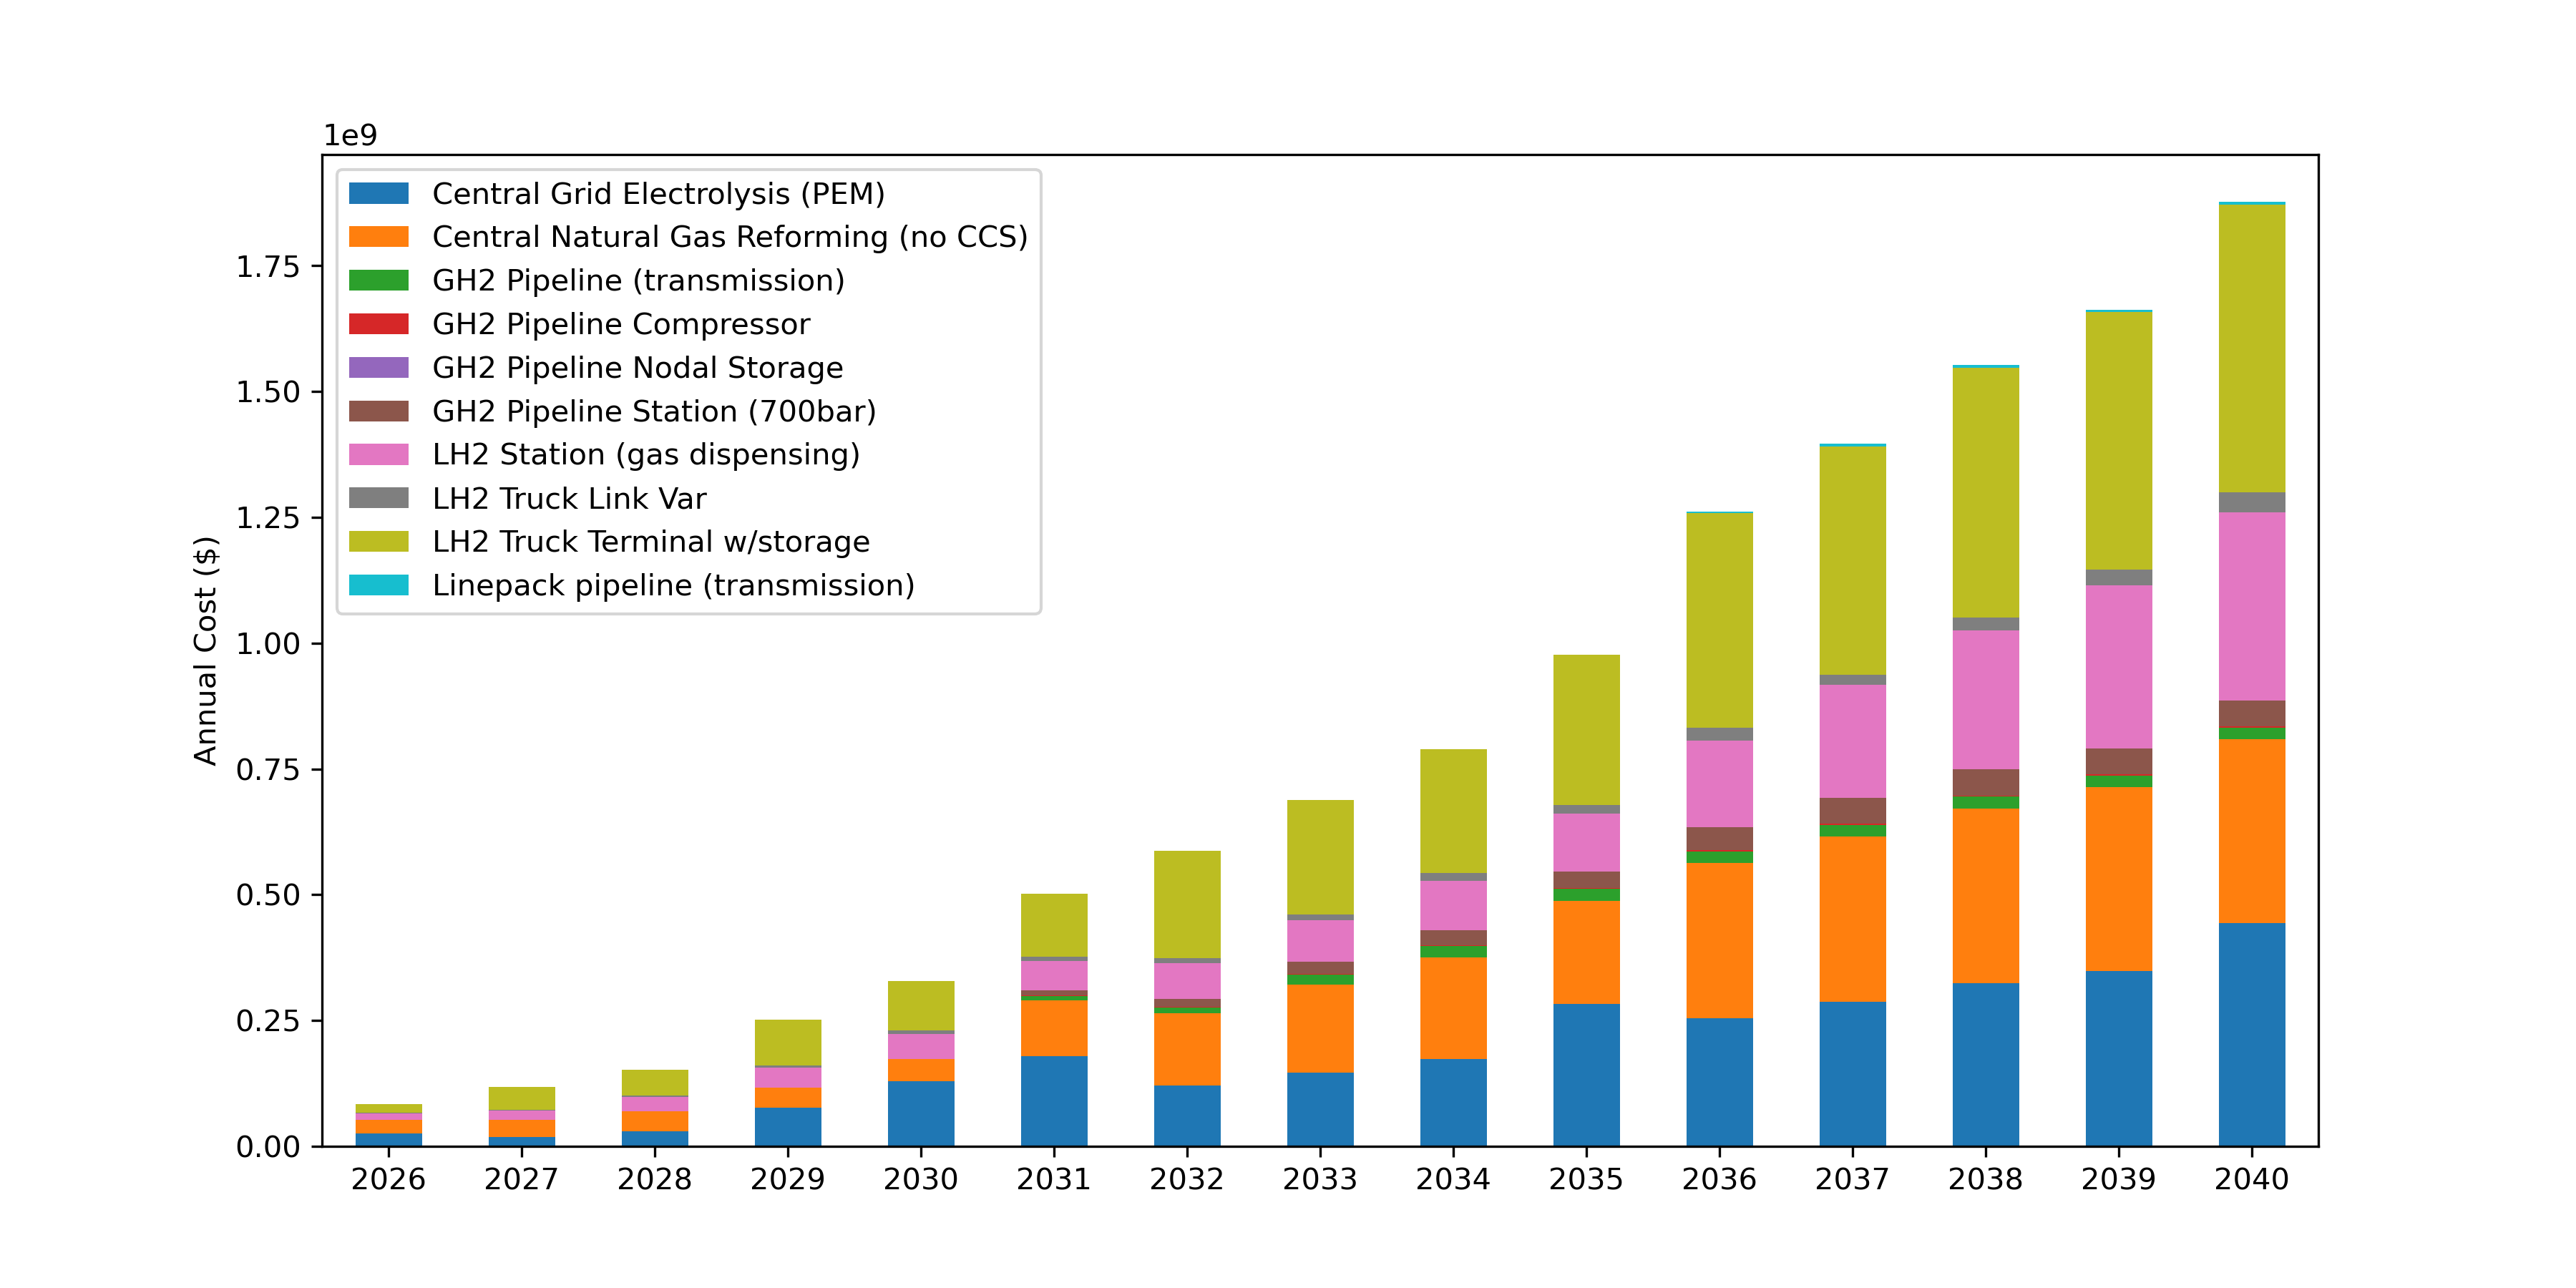 1e9
Central Grid Electrolysis (PEM)
Central Natural Gas Reforming (no CCS)
GH2 Pipeline (transmission)
GH2 Pipeline Compressor
GH2 Pipeline Nodal Storage
GH2 Pipeline Station (700bar)
LH2 Station (gas dispensing)
LH2 Truck Link Var
LH2 Truck Terminal w/storage
Linepack pipeline (transmission)
Annual Cost ($)
1.75
1.50
1.25
1.00
0.75
0.50
0.25
0.00
2026 2027 2028 2029 2030 2031 2032 2033 2034 2035 2036 2037 2038 2039 2040